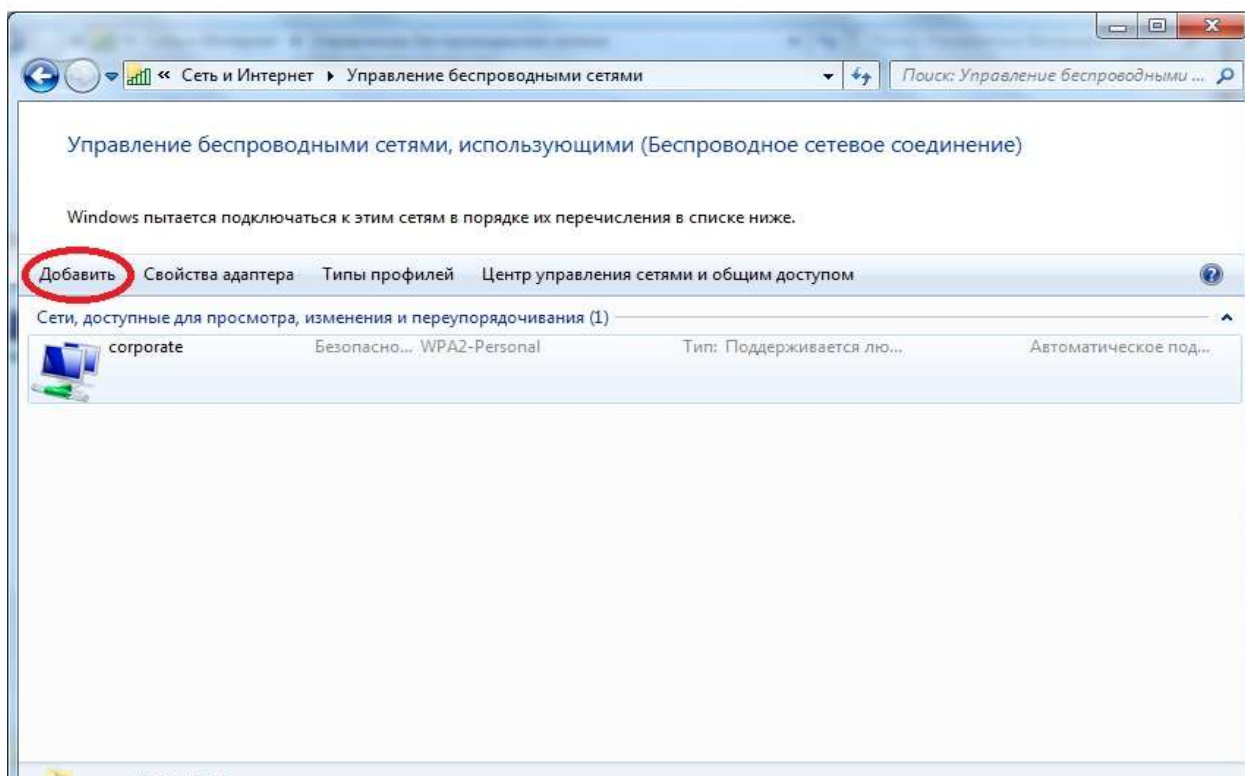 « Сеть и Интернет ▸ Управление беспроводными сетями
Поиск: Управление беспроводными ...
Управление беспроводными сетями, использующими (Беспроводное сетевое соединение)
Windows пытается подключаться к этим сетям в порядке их перечисления в списке ниже.
Добавить Свойства адаптера Типы профилей Центр управления сетями и общим доступом
Сети, доступные для просмотра, изменения и переупорядочивания (1)
corporate Безопасно... WPA2-Personal Тип: Поддерживается лю... Автоматическое под...